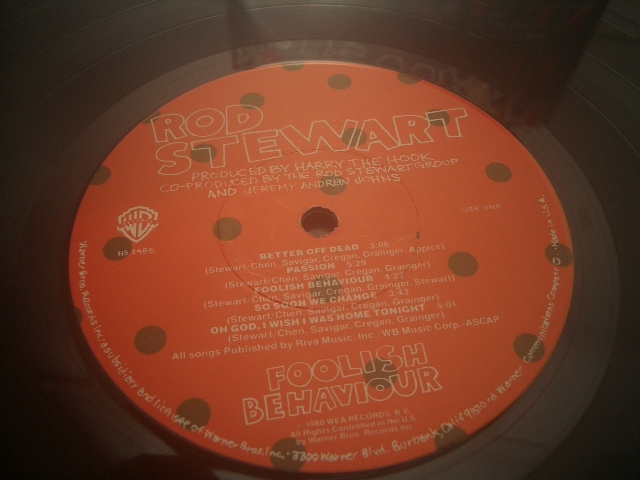 ROD
STEWART
PRODUCED BY HARRY THE HOOK
CO-PRODUCED BY THE ROD STEWART GROUP
AND JEREMY ANDREW JOHNS
SIDE ONE
BETTER OFF DEAD 3:06
(Stewart/Chen, Savigar, Cregan, Grainger, Appice)
PASSION 5:29
(Stewart/Chen, Savigar, Cregan, Grainger)
FOOLISH BEHAVIOUR 4:22
(Stewart/Chen, Savigar, Cregan, Grainger, Stewart)
SO SOON WE CHANGE 3:43
(Stewart/Chen, Savigar, Cregan, Grainger)
OH GOD, I WISH I WAS HOME TONIGHT 5:01
(Stewart/Chen, Savigar, Cregan, Grainger)
All songs Published by Riva Music, Inc./WB Music Corp.-ASCAP
FOOLISH
BEHAVIOUR
1980 WEA RECORDS, B.V.
All Rights Controlled in the U.S.
by Warner Bros. Records Inc.
Warner Bros. Records Inc. a subsidiary and licensee of Warner Bros. Inc., 3300 Warner Blvd., Burbank, Calif. a Warner Communications Company Made in U.S.A.